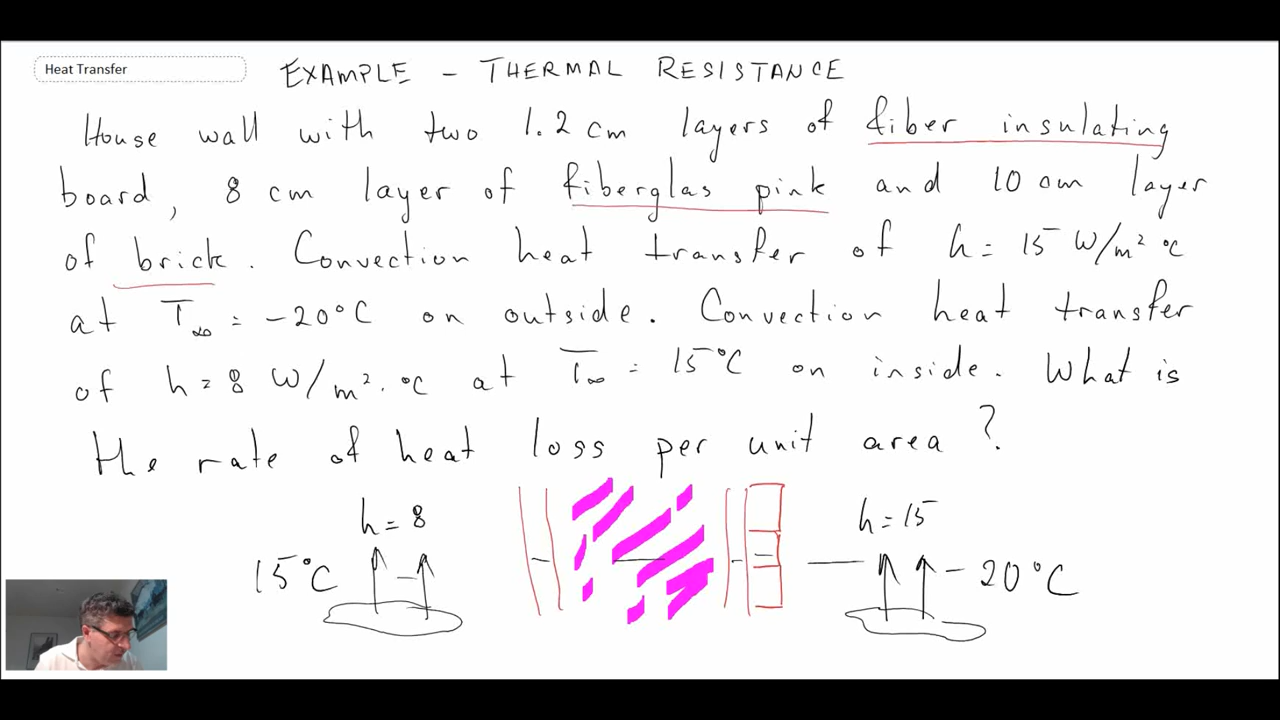 Heat Transfer
EXAMPLE - THERMAL RESISTANCE
House wall with two 1.2 cm layers of fiber insulating
board, 8 cm layer of fiberglas pink and 10 cm layer
of brick. Convection heat transfer of h = 15 W/m² °C
at T∞ = -20°C on outside. Convection heat transfer
of h = 8 W/m²·°C at T∞ = 15°C on inside. What is
the rate of heat loss per unit area?
h = 8
h = 15
15°C
-20°C